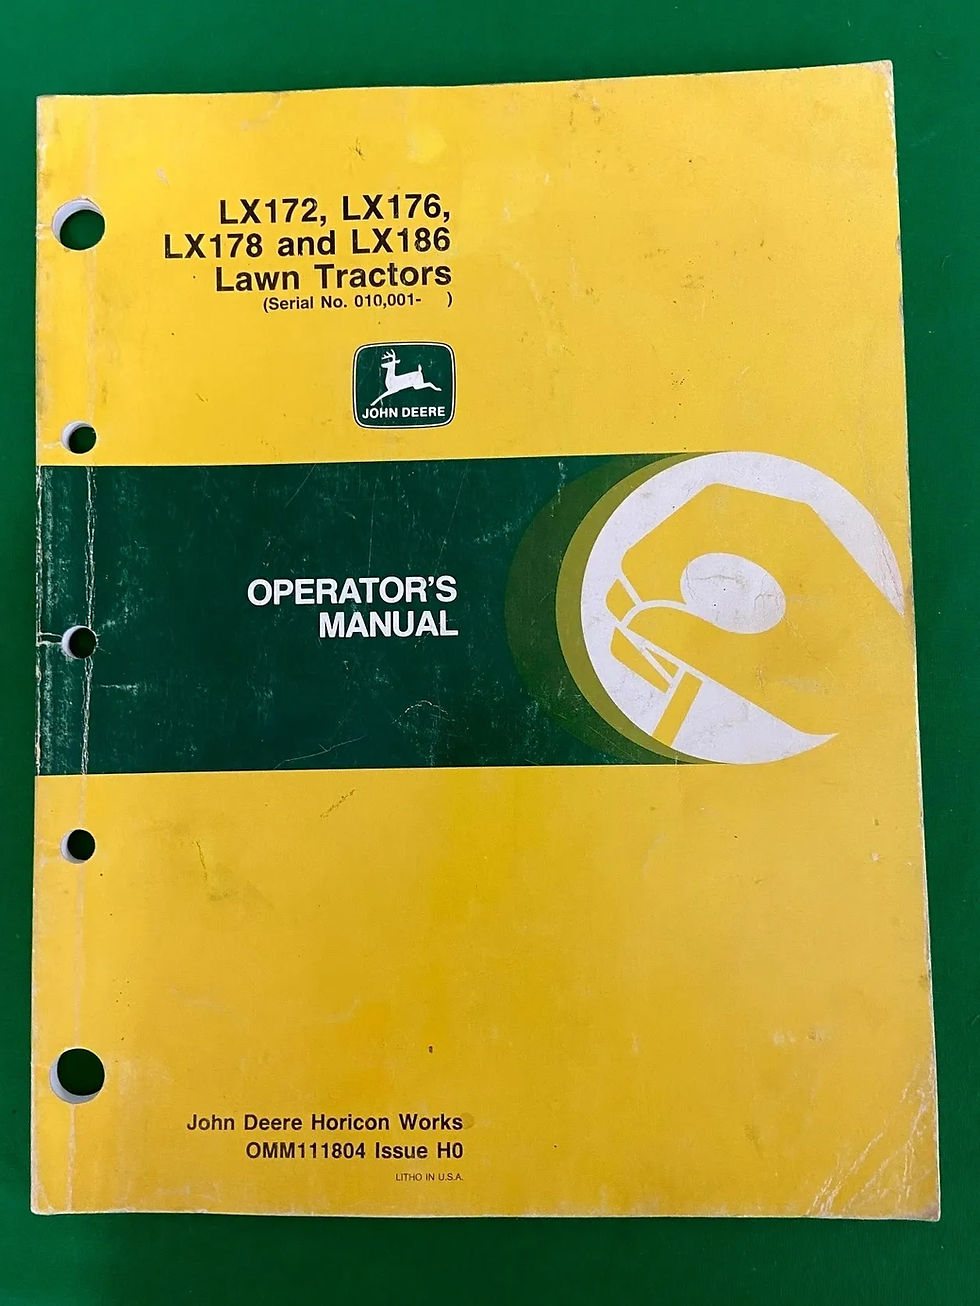 LX172, LX176,
LX178 and LX186
Lawn Tractors
(Serial No. 010,001-    )
JOHN DEERE
OPERATOR'S
MANUAL
John Deere Horicon Works
OMM111804 Issue H0
LITHO IN U.S.A.